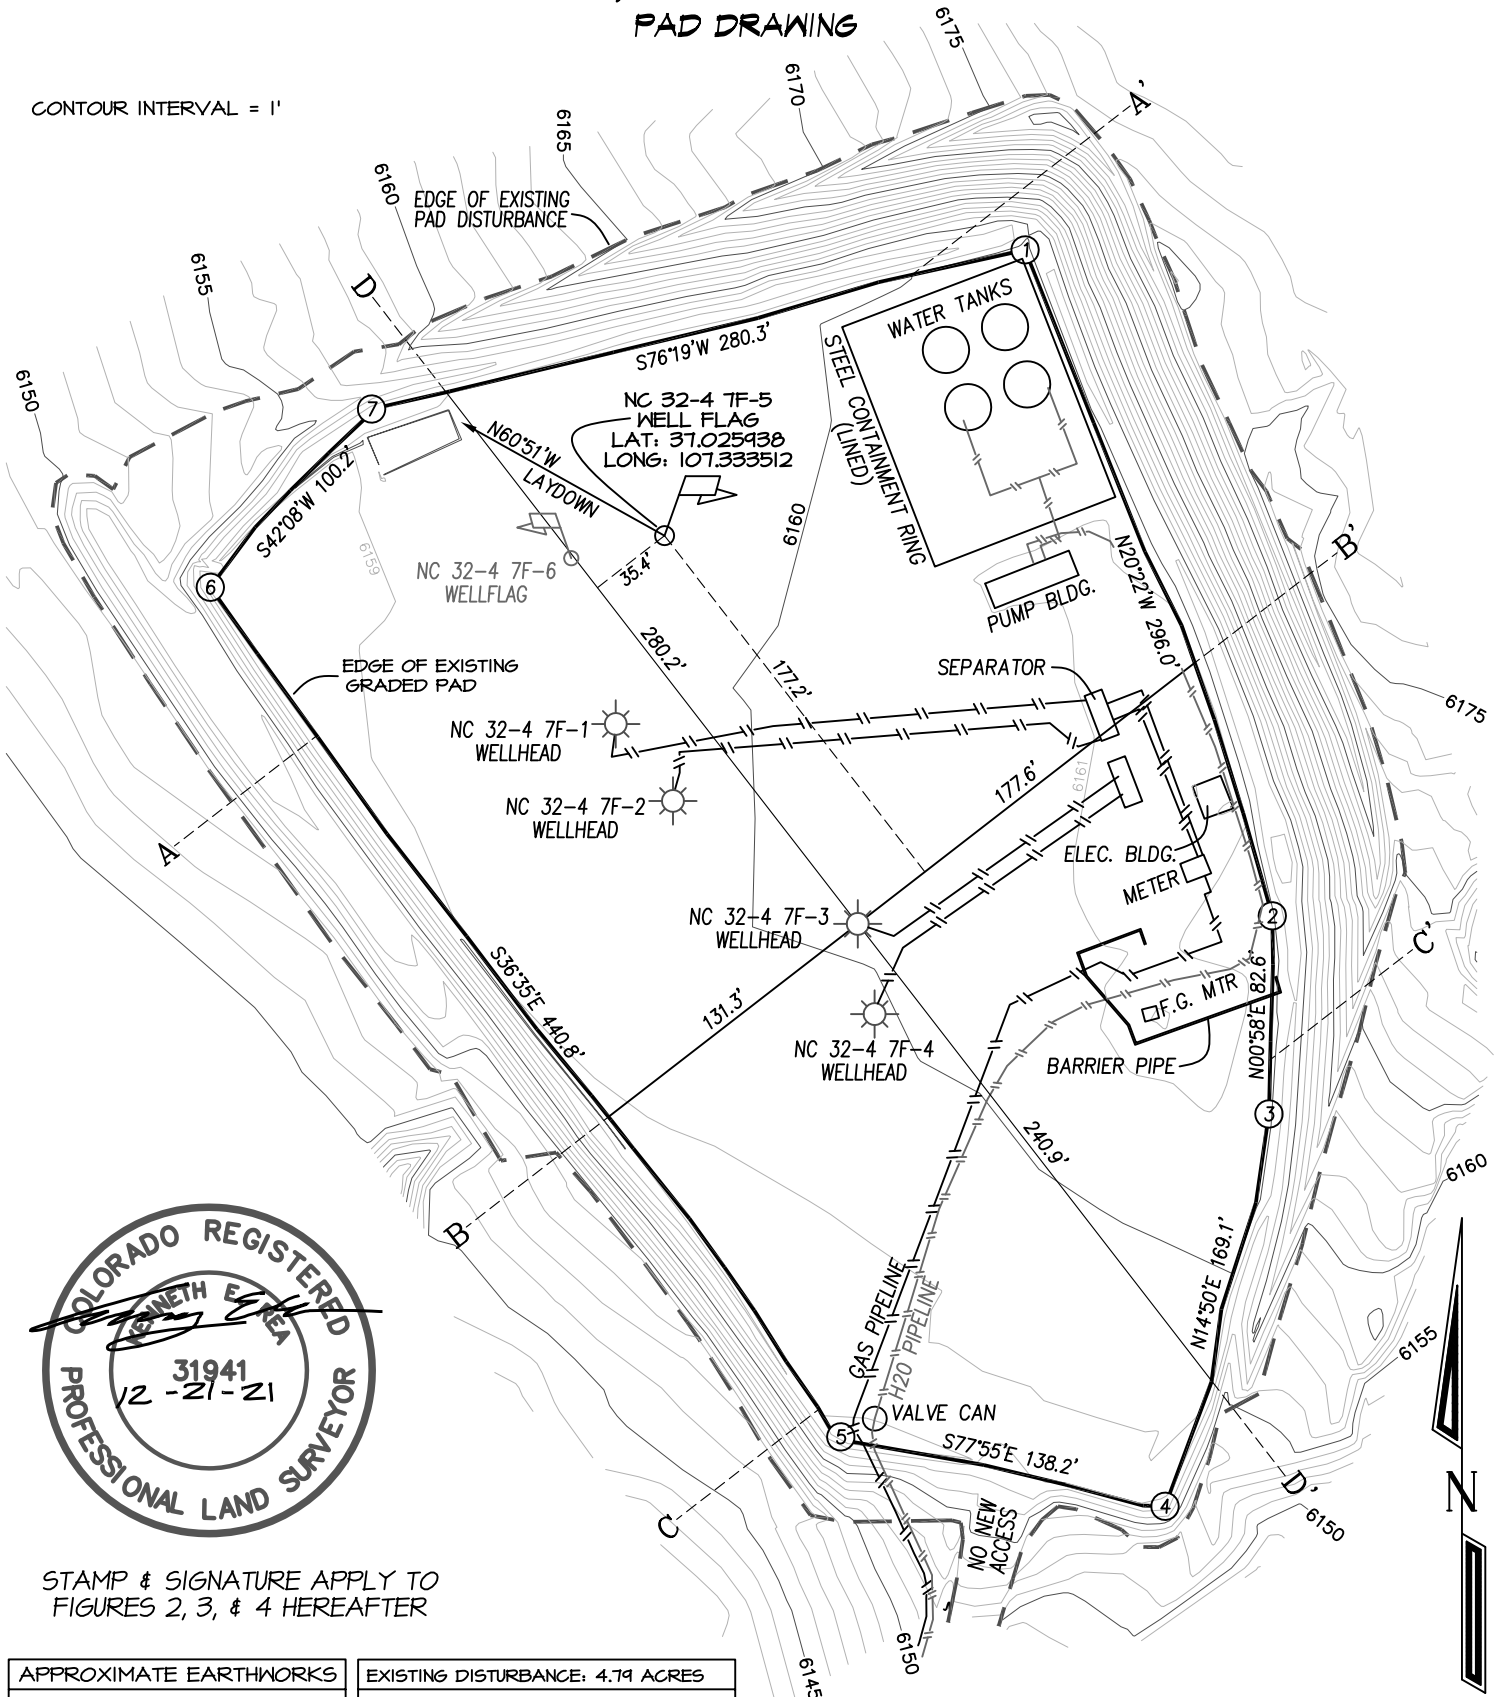 PAD DRAWING
CONTOUR INTERVAL = 1'
6175
6170
6165
6160
6155
6150
A'
EDGE OF EXISTING
PAD DISTURBANCE
D
1
WATER TANKS
STEEL CONTAINMENT RING
(LINED)
S76°19'W 280.3'
7
NC 32-4 7F-5
WELL FLAG
LAT: 37.025938
LONG: 107.333512
N60°51'W
LAYDOWN
S42°08'W 100.2'
6159
6160
NC 32-4 7F-6
WELLFLAG
35.4'
6
PUMP BLDG.
N20°22'W 296.0'
B'
280.2'
177.2'
EDGE OF EXISTING
GRADED PAD
SEPARATOR
6175
NC 32-4 7F-1
WELLHEAD
6161
177.6'
NC 32-4 7F-2
WELLHEAD
A
ELEC. BLDG.
METER
NC 32-4 7F-3
WELLHEAD
2
C'
S36°35'E 440.8'
131.3'
F.G. MTR
N00°58'E 82.6'
NC 32-4 7F-4
WELLHEAD
BARRIER PIPE
3
240.9'
6160
B
N14°50'E 169.1'
GAS PIPELINE
H20 PIPELINE
6155
VALVE CAN
5
S77°55'E 138.2'
4
D'
6150
N
C
NO NEW
ACCESS
COLORADO REGISTERED
KENNETH E. REA
31941
12-21-21
PROFESSIONAL LAND SURVEYOR
STAMP & SIGNATURE APPLY TO
FIGURES 2, 3, & 4 HEREAFTER
6150
6145
APPROXIMATE EARTHWORKS
EXISTING DISTURBANCE: 4.79 ACRES